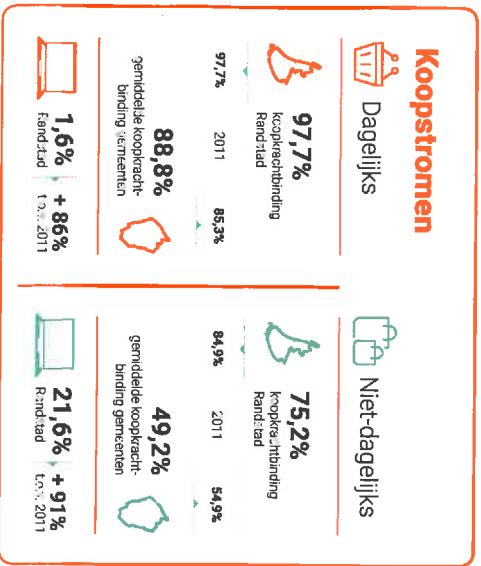 Koopstromen
Dagelijks
97,7%
koopkrachtbinding
Randstad
97,7% 2011 85,3%
88,8%
gemiddelde koopkracht-
binding gemeenten
1,6% + 86%
Randstad t.o.v. 2011
Niet-dagelijks
75,2%
koopkrachtbinding
Randstad
84,9% 2011 54,9%
49,2%
gemiddelde koopkracht-
binding gemeenten
21,6% + 91%
Randstad t.o.v. 2011